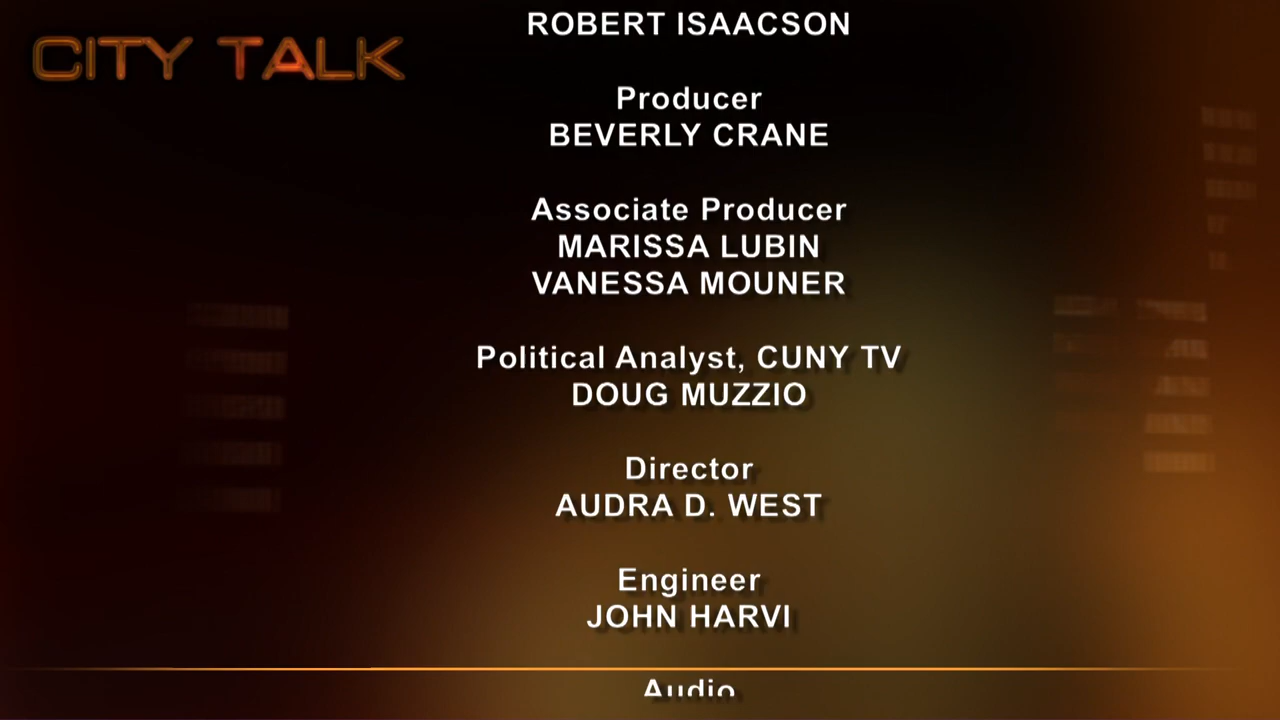 CITY TALK
ROBERT ISAACSON
Producer
BEVERLY CRANE
Associate Producer
MARISSA LUBIN
VANESSA MOUNER
Political Analyst, CUNY TV
DOUG MUZZIO
Director
AUDRA D. WEST
Engineer
JOHN HARVI
Audio